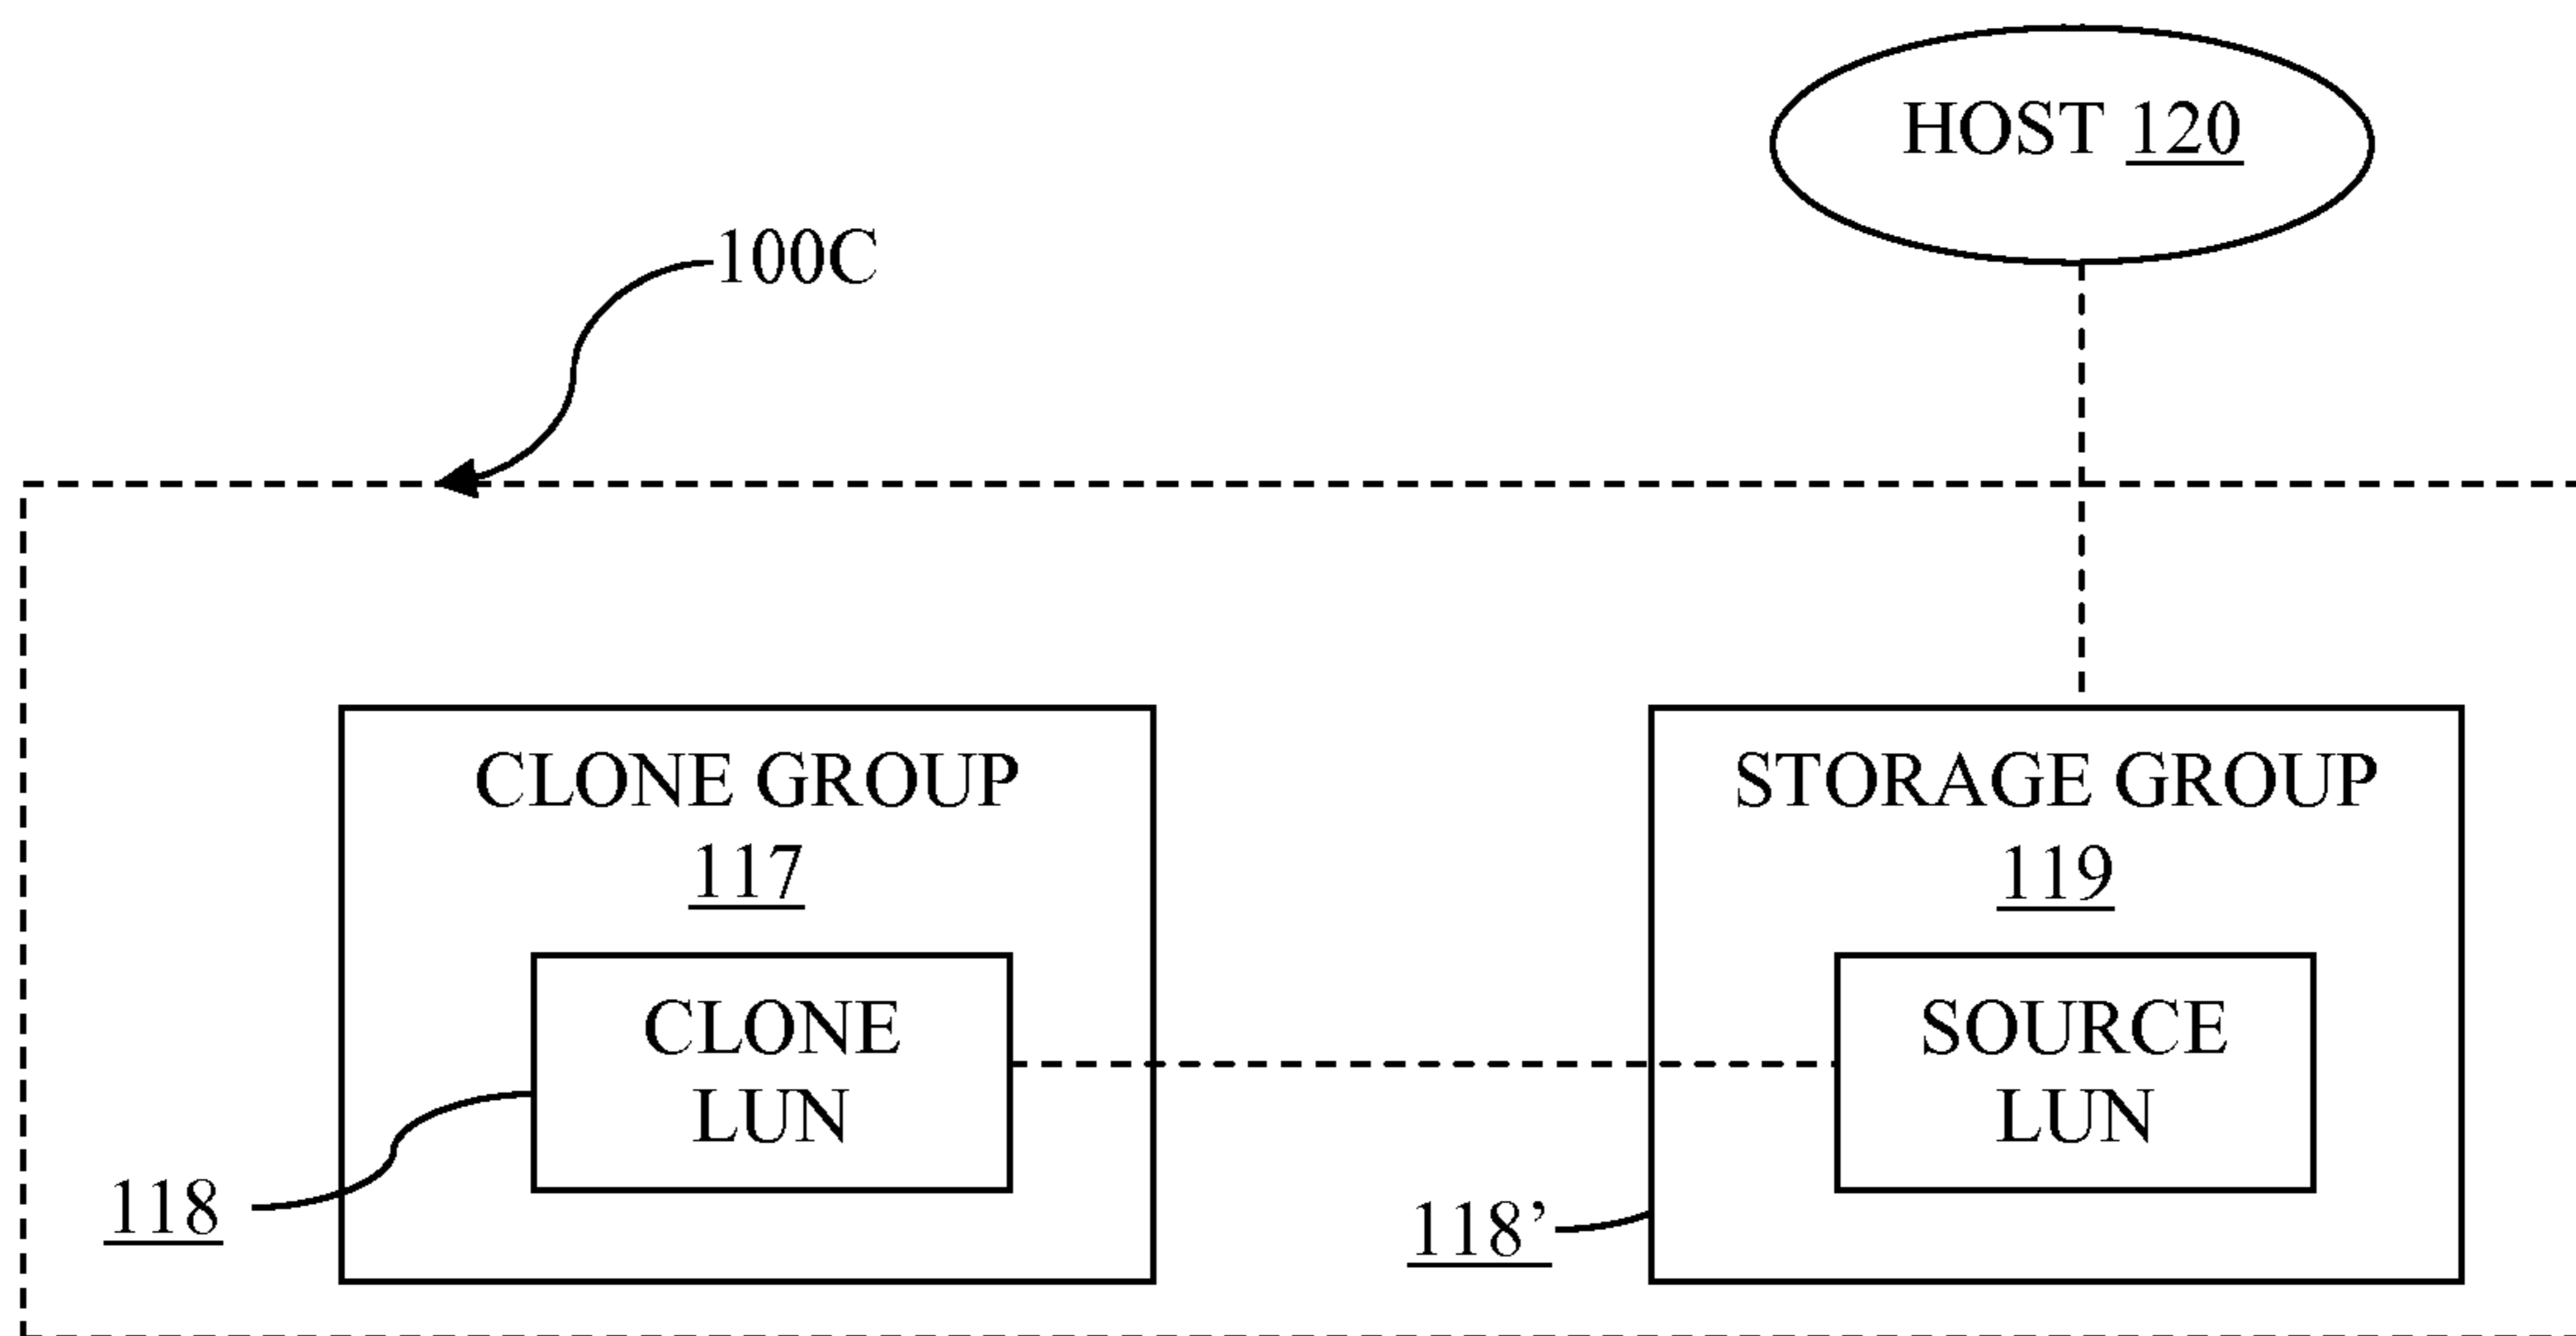 HOST 120
100C
CLONE GROUP
117
STORAGE GROUP
119
CLONE
LUN
SOURCE
LUN
118
118’